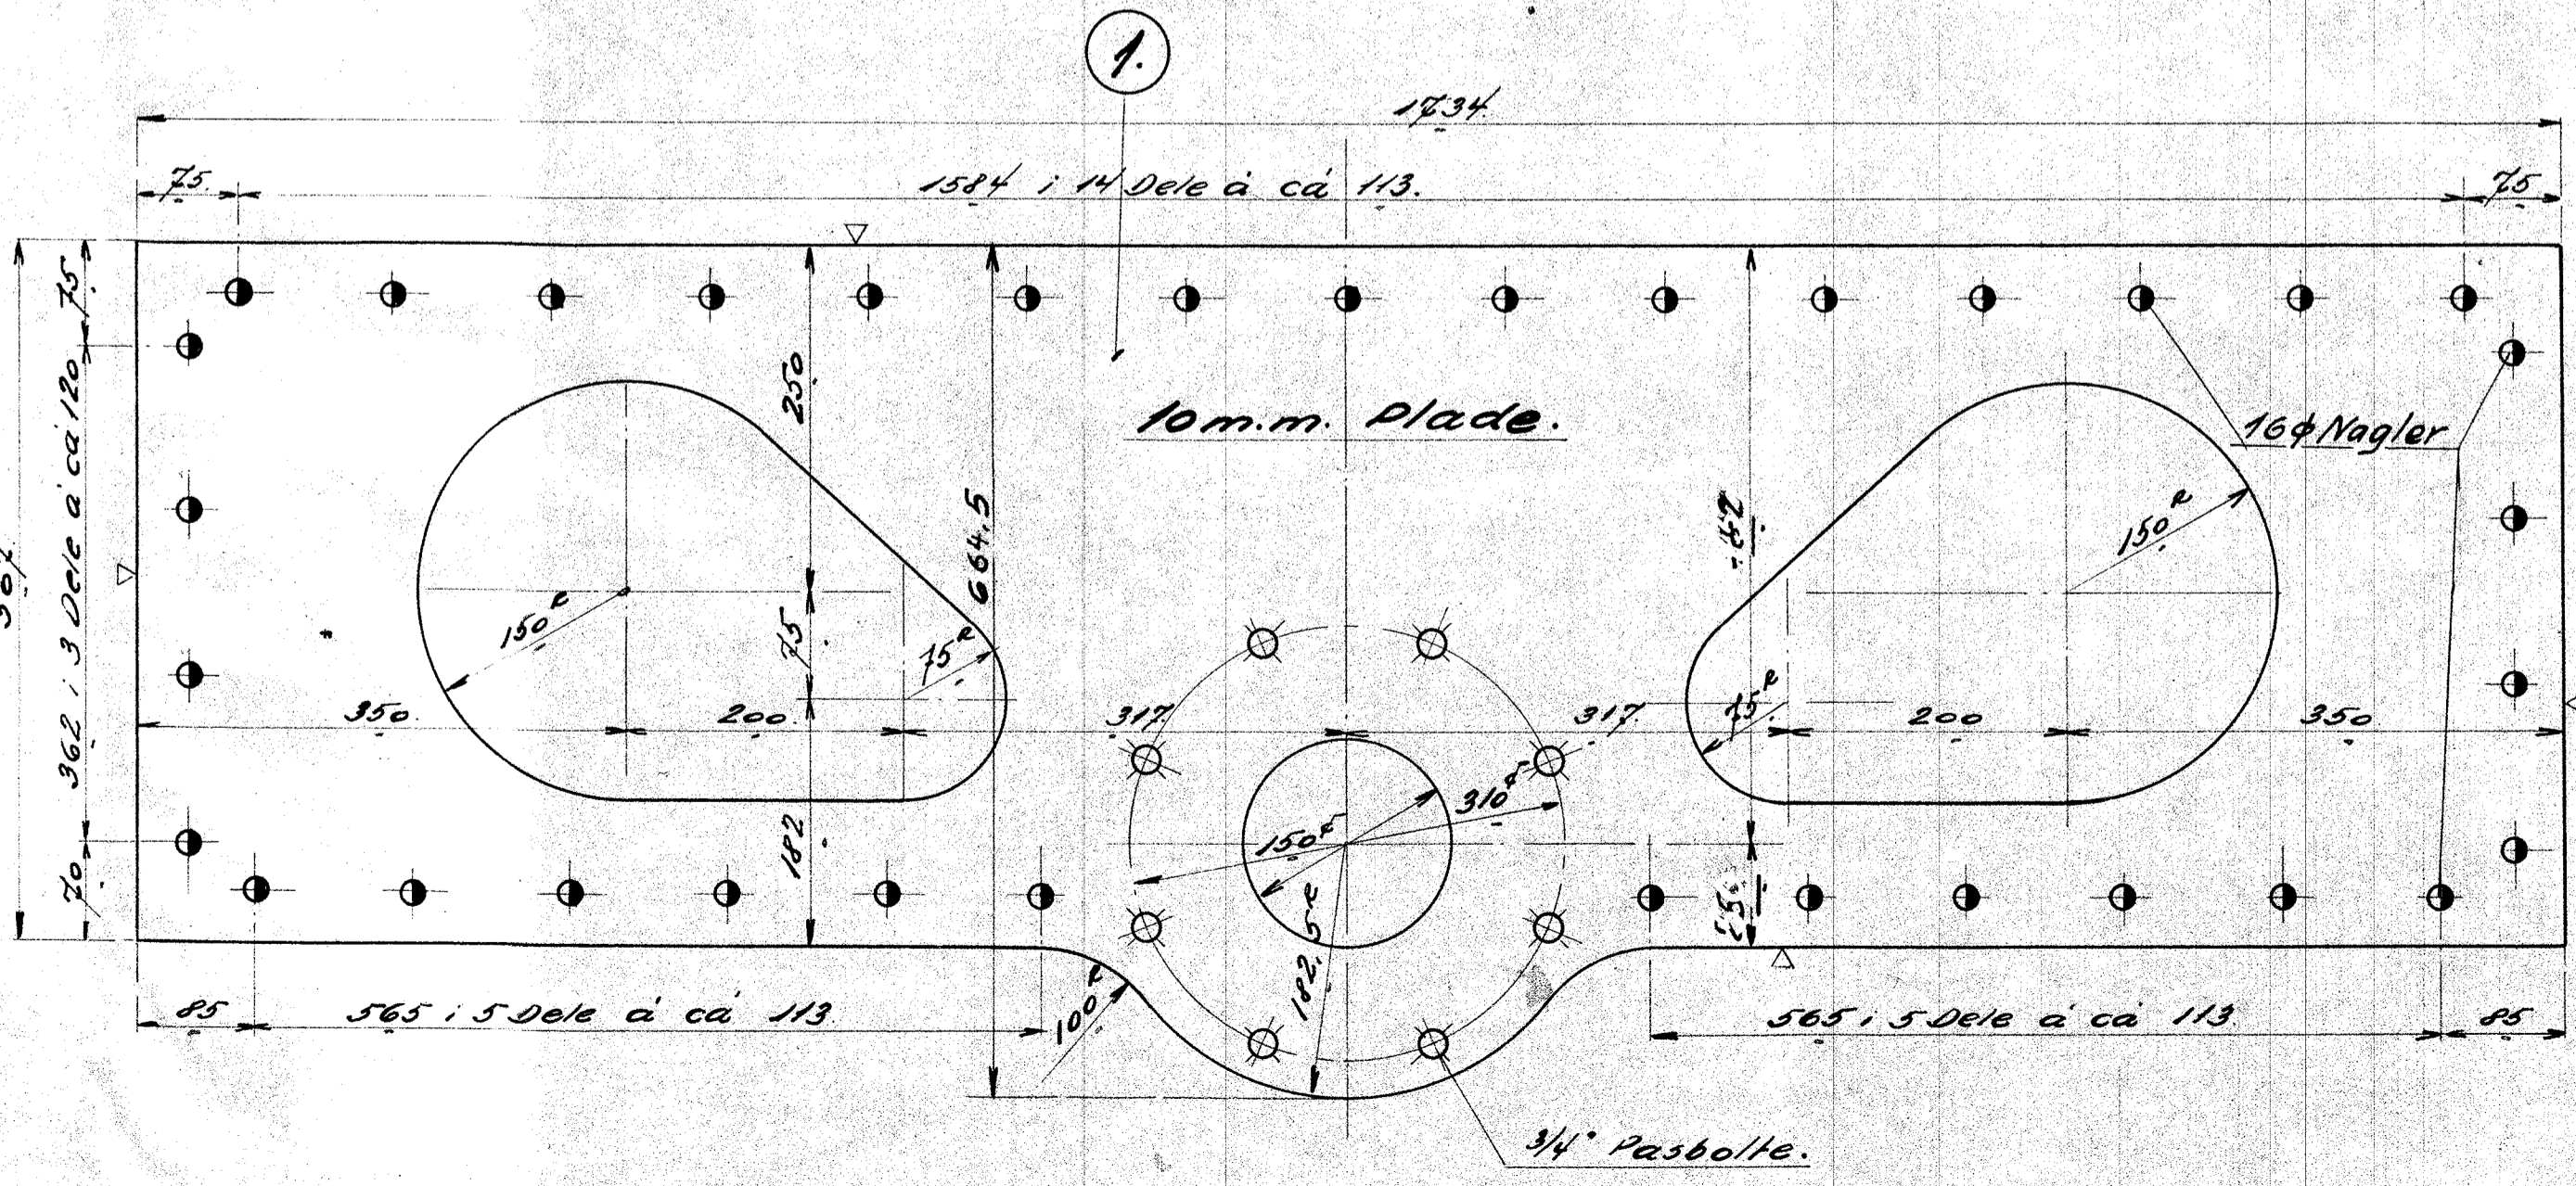 1.
1734.
75.
1584 i 14 Dele á cá 113.
75
75
362 i 3 Dele á cá 120
70
250
75
182
664.5
10 m.m. Plade.
16 φ Nagler
150 R
75 R
150 R
75 R
350.
200.
317.
317.
200
350
310 φ
150 φ
182,5 R
100 R
85
565 i 5 Dele á cá 113.
565 i 5 Dele á cá 113.
85
3/4" Pasbolte.